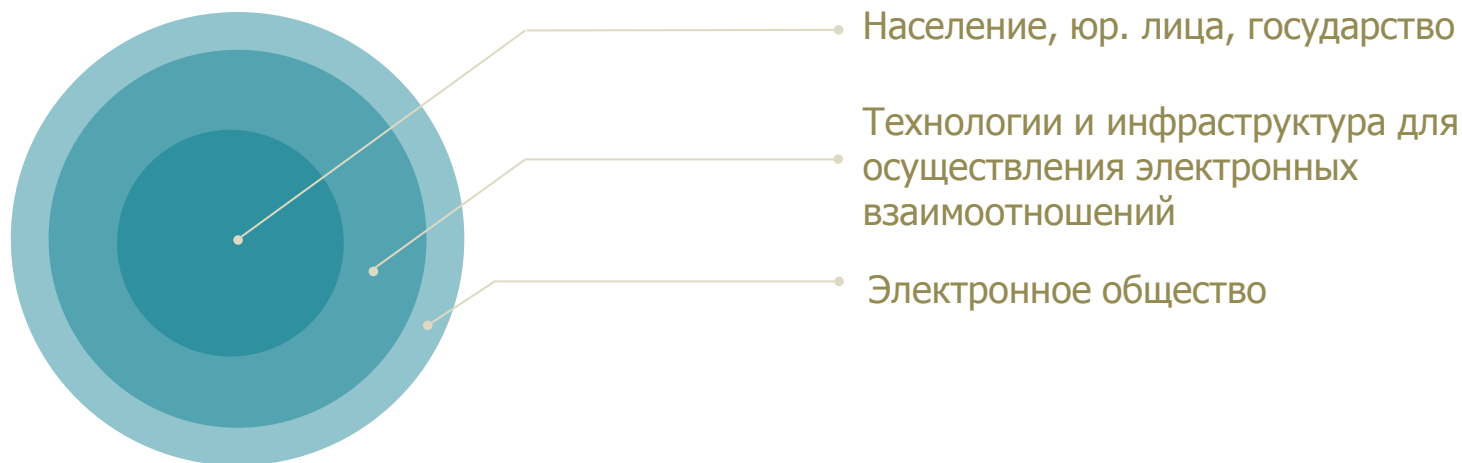 Население, юр. лица, государство
Технологии и инфраструктура для
осуществления электронных
взаимоотношений
Электронное общество